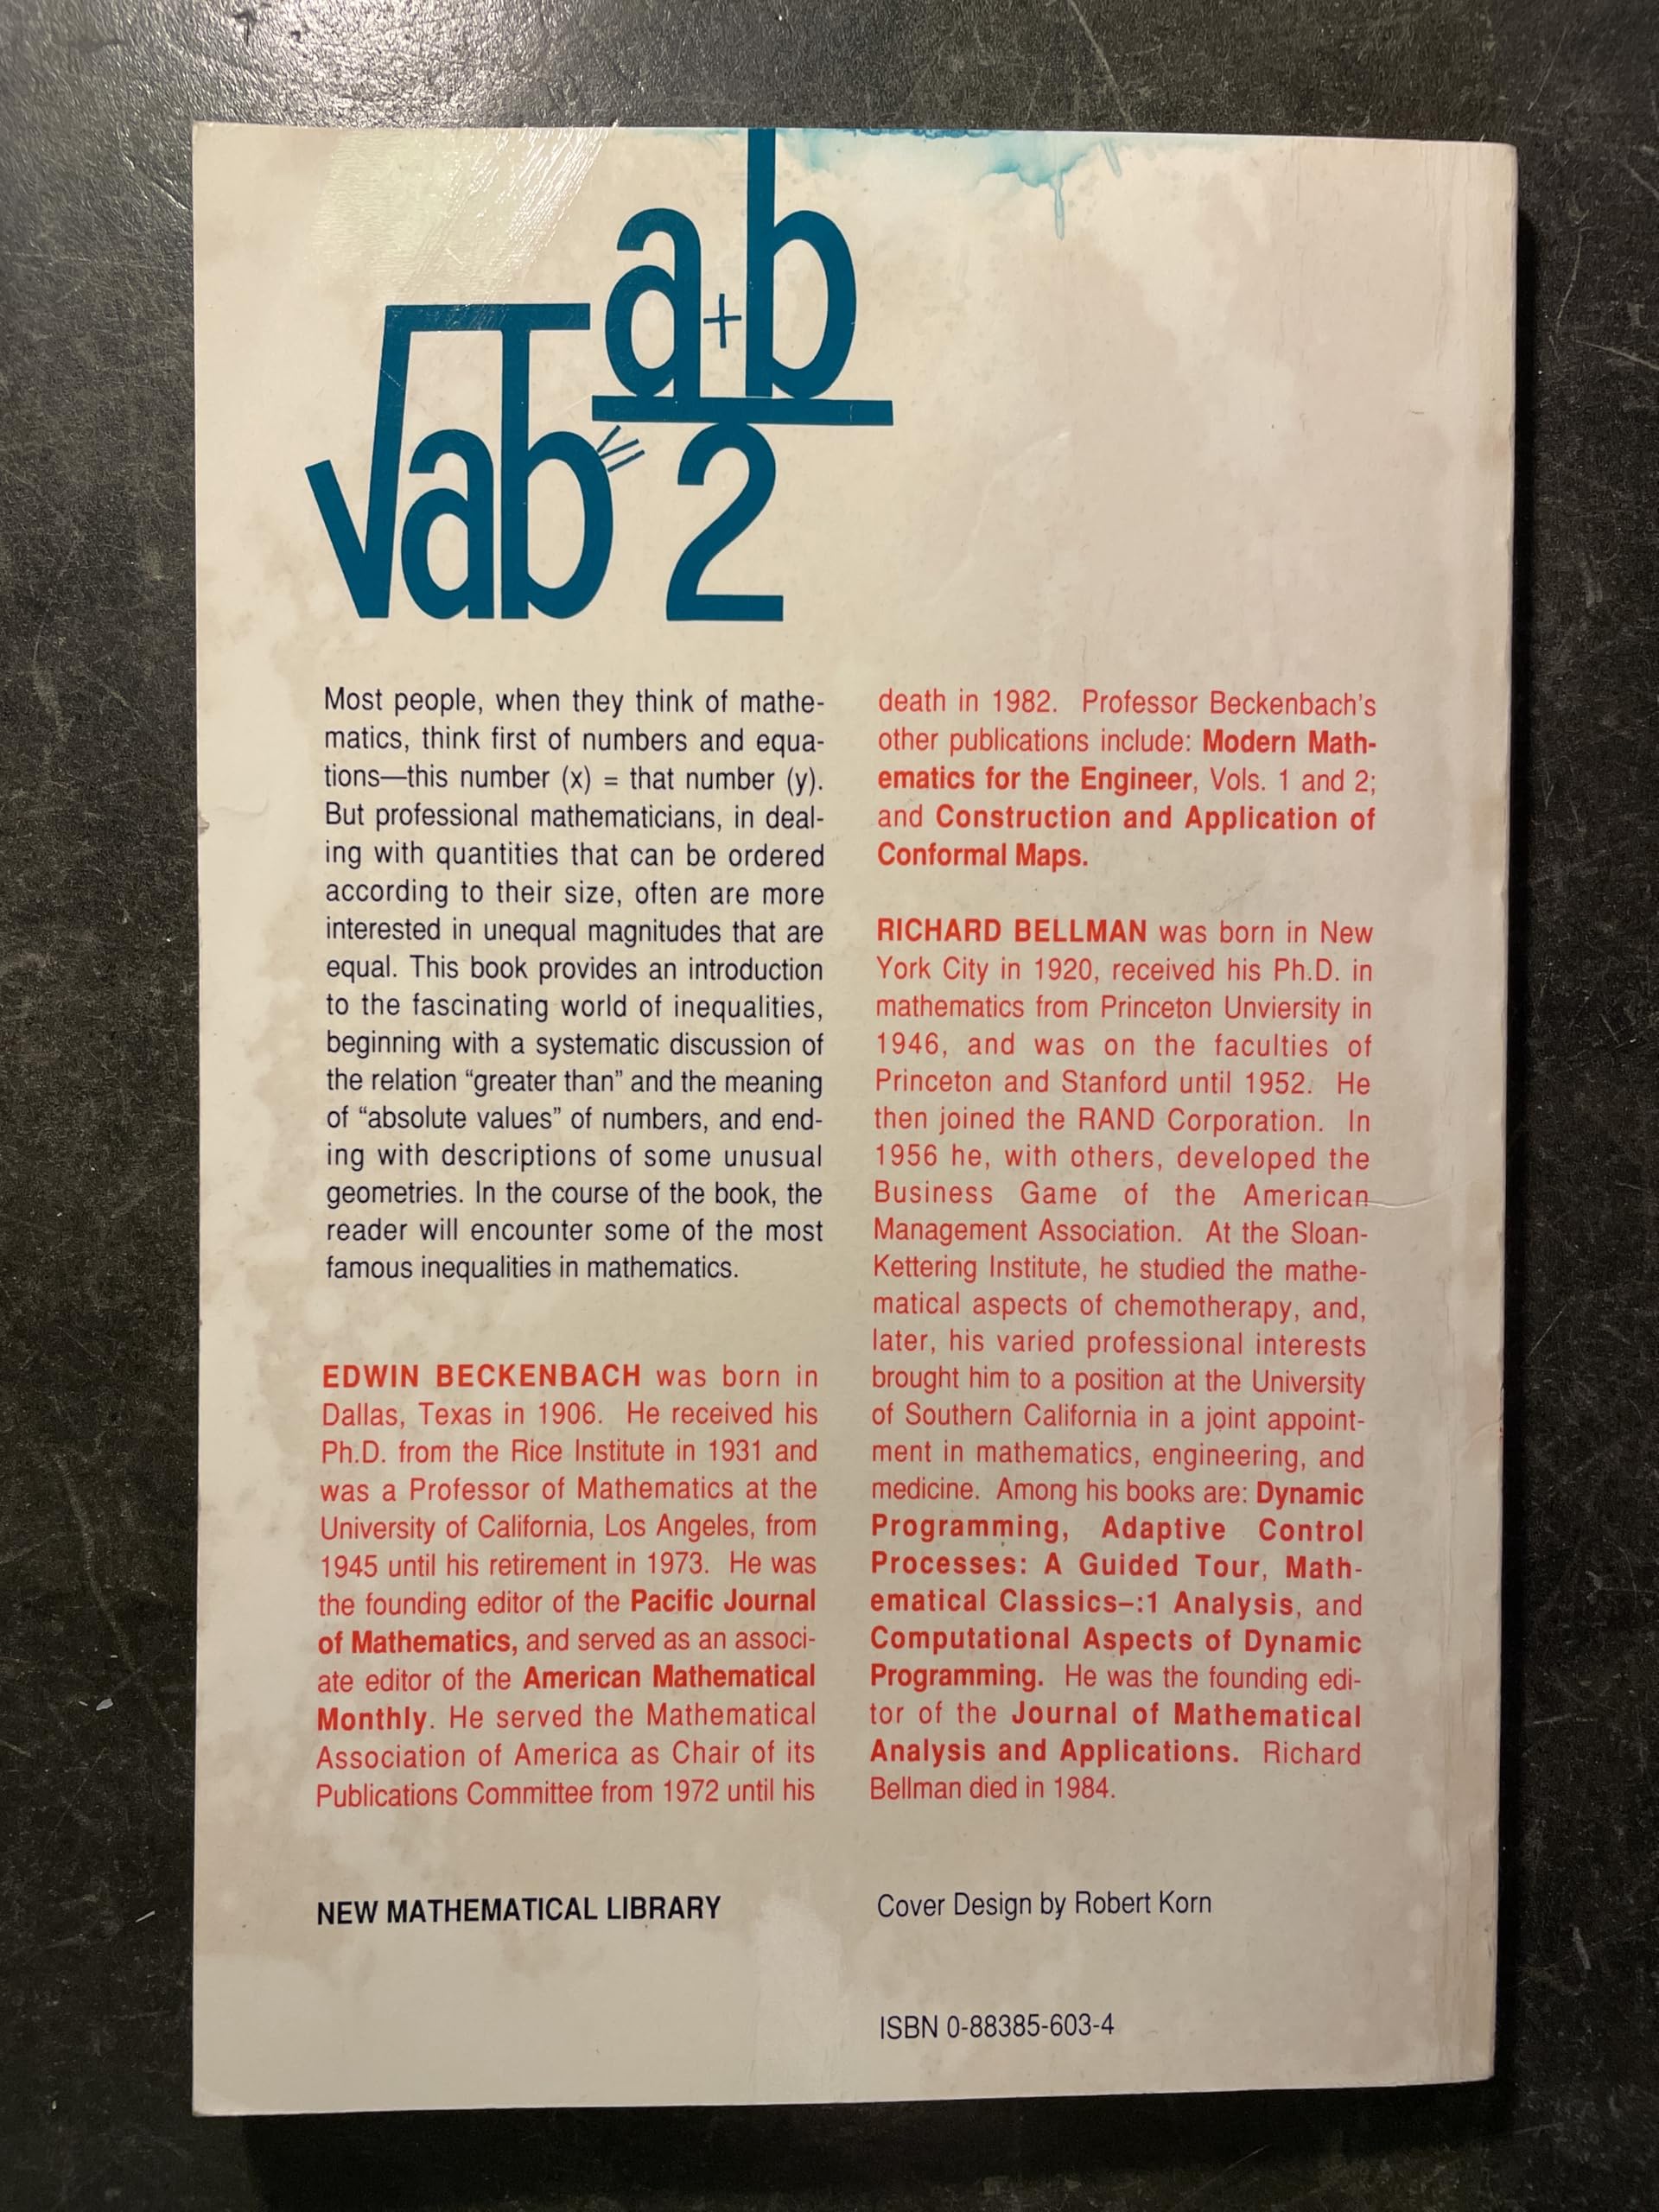 √ab ≤ a+b
2
Most people, when they think of mathe-
matics, think first of numbers and equa-
tions—this number (x) = that number (y).
But professional mathematicians, in deal-
ing with quantities that can be ordered
according to their size, often are more
interested in unequal magnitudes that are
equal. This book provides an introduction
to the fascinating world of inequalities,
beginning with a systematic discussion of
the relation “greater than” and the meaning
of “absolute values” of numbers, and end-
ing with descriptions of some unusual
geometries. In the course of the book, the
reader will encounter some of the most
famous inequalities in mathematics.
EDWIN BECKENBACH was born in
Dallas, Texas in 1906. He received his
Ph.D. from the Rice Institute in 1931 and
was a Professor of Mathematics at the
University of California, Los Angeles, from
1945 until his retirement in 1973. He was
the founding editor of the Pacific Journal
of Mathematics, and served as an associ-
ate editor of the American Mathematical
Monthly. He served the Mathematical
Association of America as Chair of its
Publications Committee from 1972 until his
death in 1982. Professor Beckenbach's
other publications include: Modern Math-
ematics for the Engineer, Vols. 1 and 2;
and Construction and Application of
Conformal Maps.
RICHARD BELLMAN was born in New
York City in 1920, received his Ph.D. in
mathematics from Princeton Unviersity in
1946, and was on the faculties of
Princeton and Stanford until 1952. He
then joined the RAND Corporation. In
1956 he, with others, developed the
Business Game of the American
Management Association. At the Sloan-
Kettering Institute, he studied the mathe-
matical aspects of chemotherapy, and,
later, his varied professional interests
brought him to a position at the University
of Southern California in a joint appoint-
ment in mathematics, engineering, and
medicine. Among his books are: Dynamic
Programming, Adaptive Control
Processes: A Guided Tour, Math-
ematical Classics–:1 Analysis, and
Computational Aspects of Dynamic
Programming. He was the founding edi-
tor of the Journal of Mathematical
Analysis and Applications. Richard
Bellman died in 1984.
NEW MATHEMATICAL LIBRARY
Cover Design by Robert Korn
ISBN 0-88385-603-4